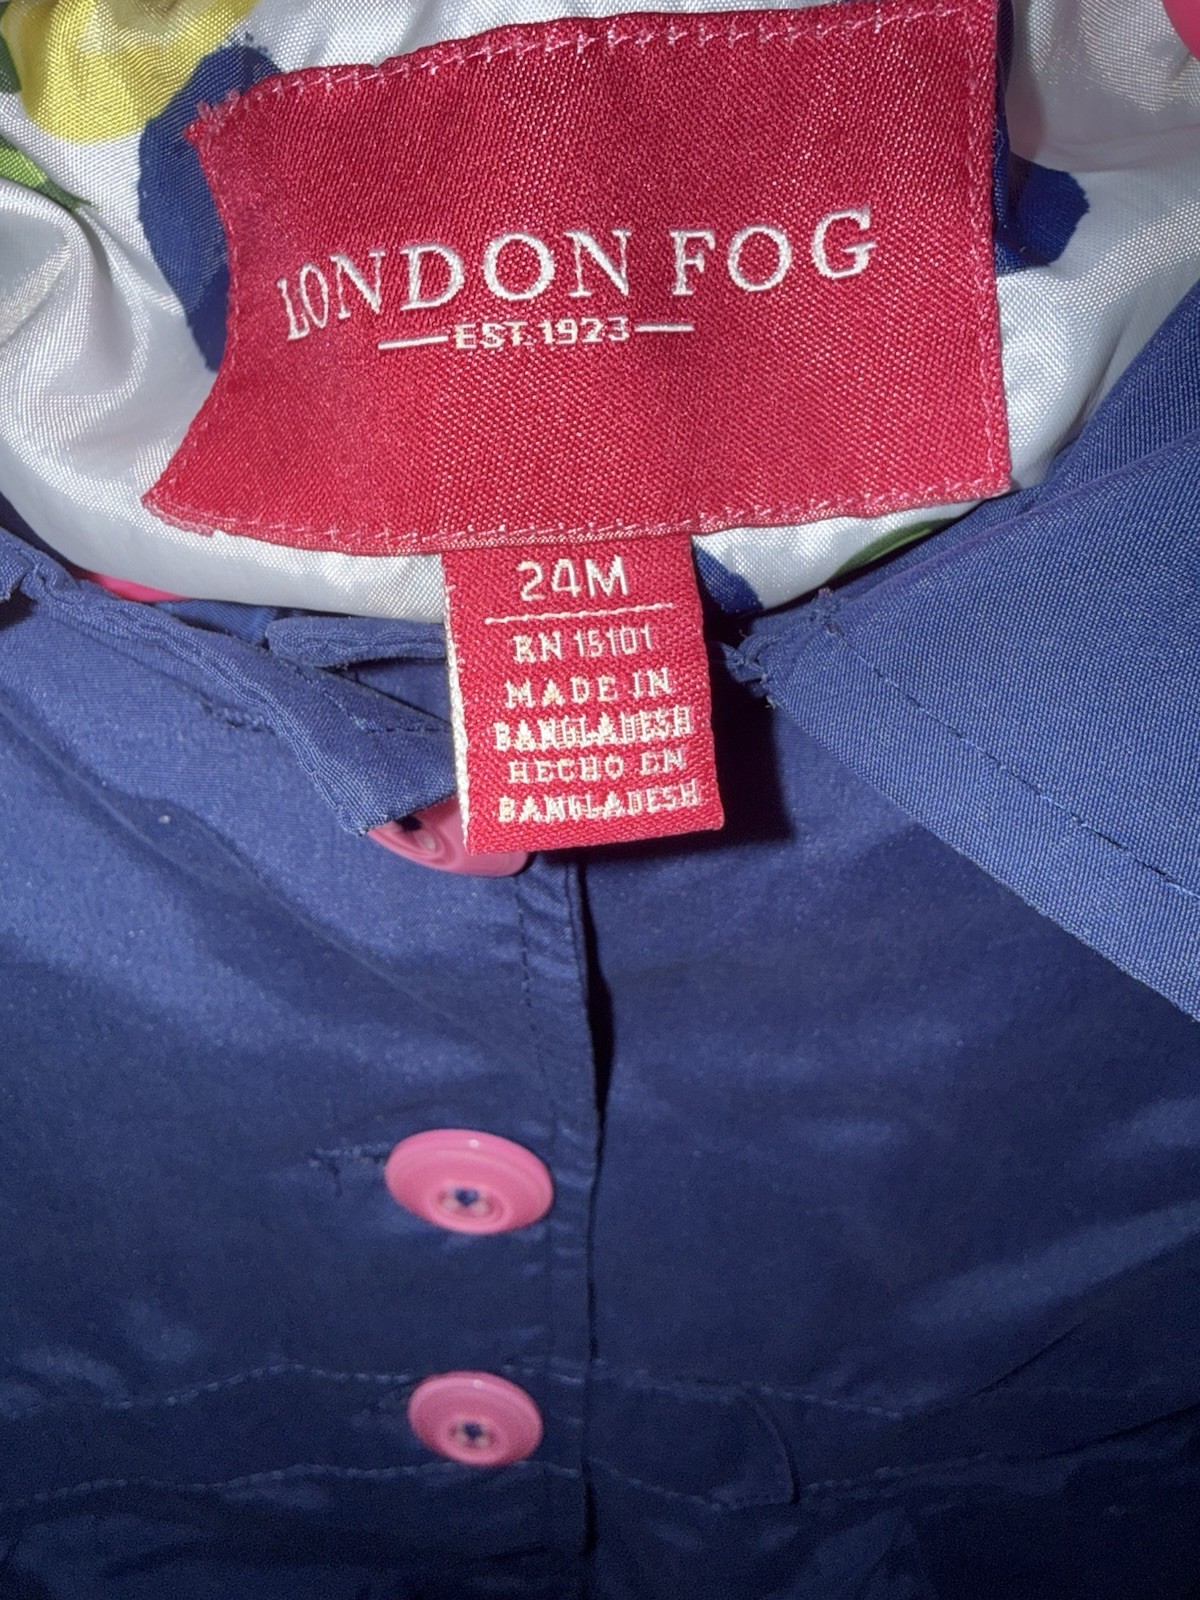 LONDON FOG
EST.1923
24M
RN 15101
MADE IN
BANGLADESH
HECHO EN
BANGLADESH